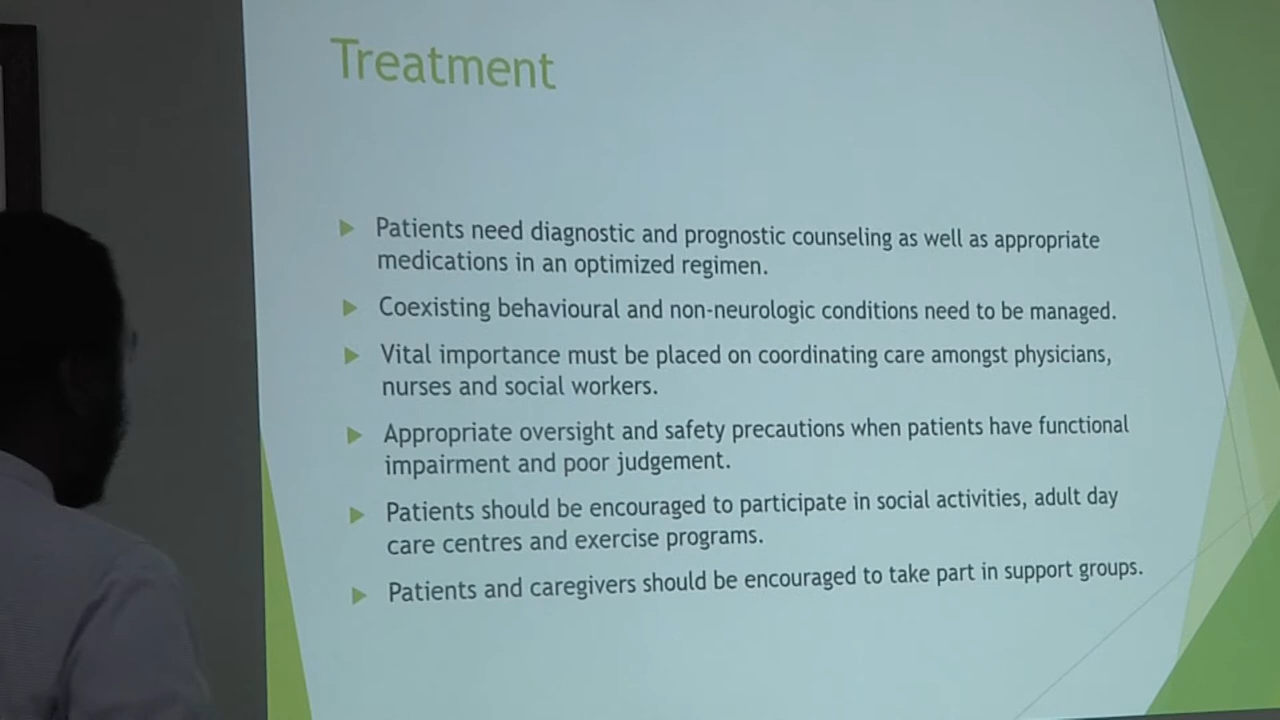 Treatment
Patients need diagnostic and prognostic counseling as well as appropriate
medications in an optimized regimen.
Coexisting behavioural and non-neurologic conditions need to be managed.
Vital importance must be placed on coordinating care amongst physicians,
nurses and social workers.
Appropriate oversight and safety precautions when patients have functional
impairment and poor judgement.
Patients should be encouraged to participate in social activities, adult day
care centres and exercise programs.
Patients and caregivers should be encouraged to take part in support groups.